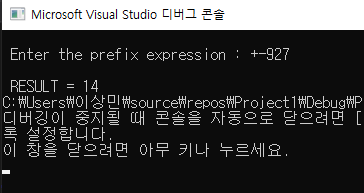 Microsoft Visual Studio 디버그 콘솔
Enter the prefix expression : +-927
RESULT = 14
C:₩Users₩이상민₩source₩repos₩Project1₩Debug₩P
디버깅이 중지될 때 콘솔을 자동으로 닫으려면 [
록 설정합니다.
이 창을 닫으려면 아무 키나 누르세요.